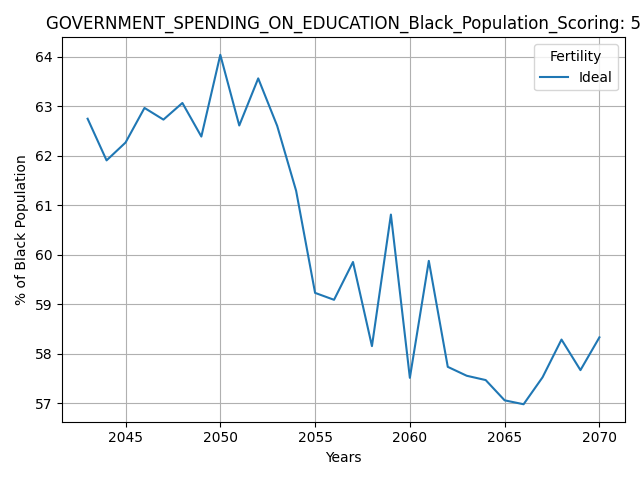 GOVERNMENT_SPENDING_ON_EDUCATION_Black_Population_Scoring: 5
Fertility
Ideal
% of Black Population
64
63
62
61
60
59
58
57
2045 2050 2055 2060 2065 2070
Years